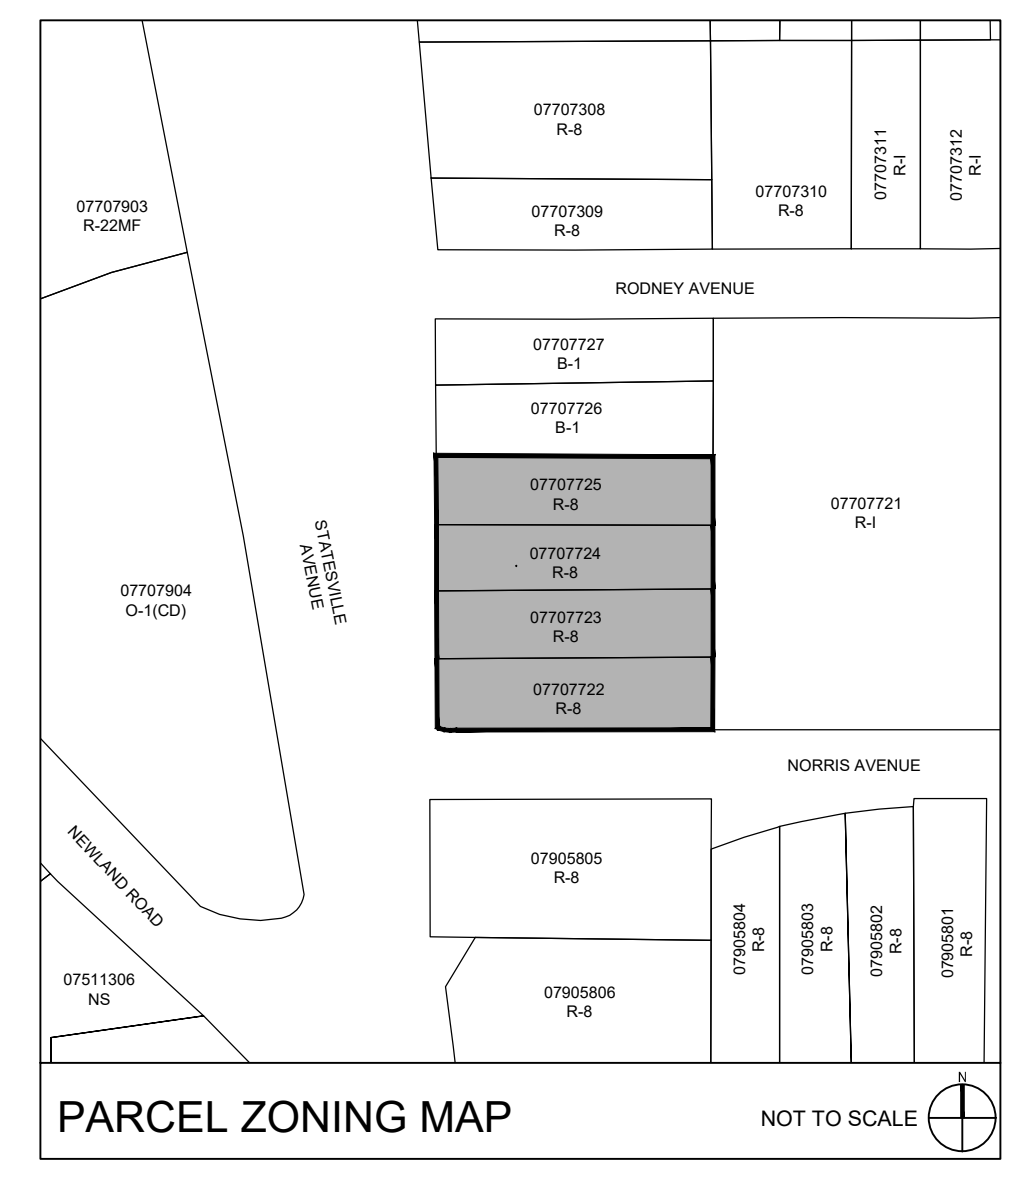 07707308
R-8
07707903
R-22MF
07707309
R-8
07707310
R-8
07707311
R-I
07707312
R-I
RODNEY AVENUE
07707727
B-1
07707726
B-1
07707725
R-8
07707724
R-8
07707723
R-8
07707722
R-8
07707721
R-I
STATESVILLE
AVENUE
07707904
O-1(CD)
NORRIS AVENUE
NEWLAND ROAD
07905805
R-8
07905804
R-8
07905803
R-8
07905802
R-8
07905801
R-8
07511306
NS
07905806
R-8
PARCEL ZONING MAP
NOT TO SCALE
N